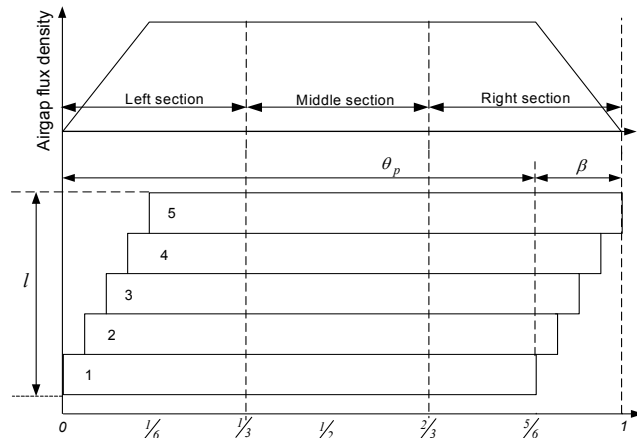 Airgap flux density
Left section
Middle section
Right section
θp
β
5
4
3
2
1
l
0
1/6
1/3
1/2
2/3
5/6
1
1